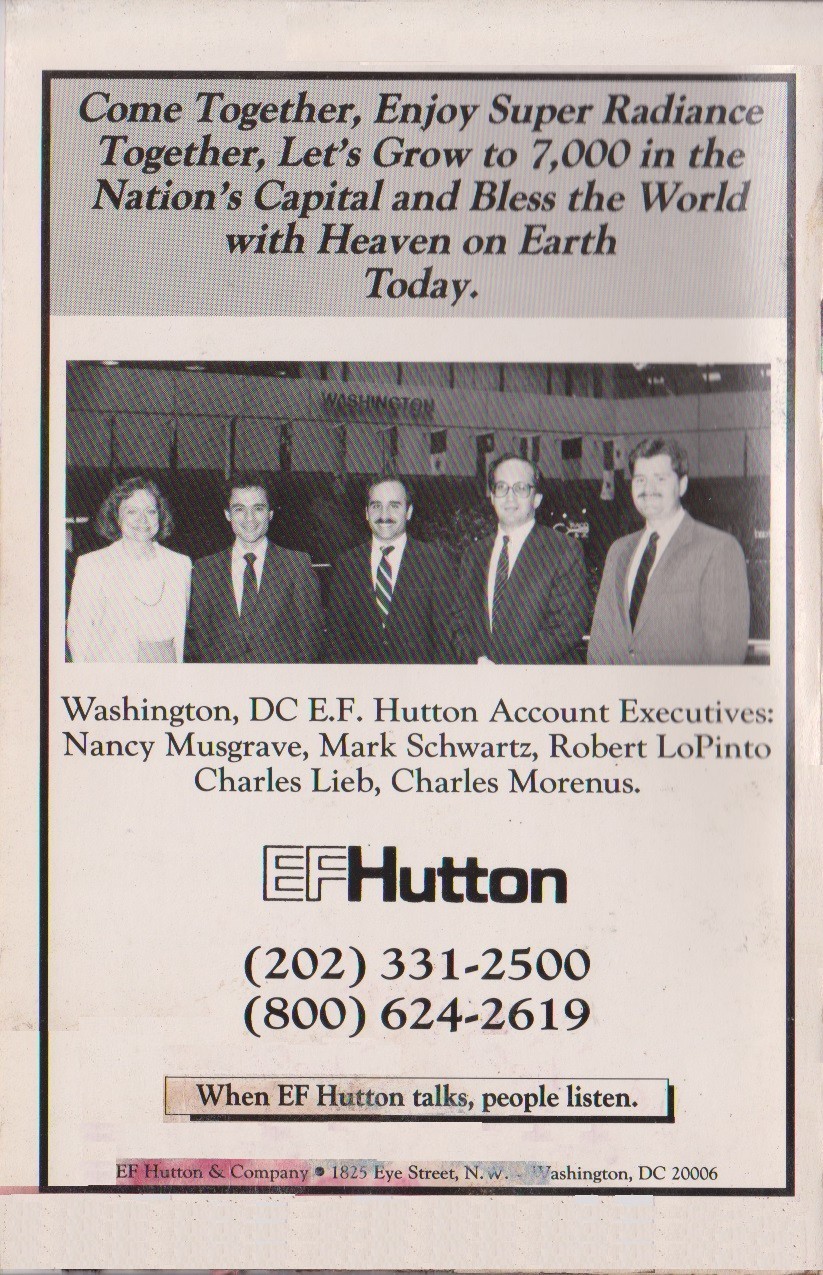 Come Together, Enjoy Super Radiance
Together, Let's Grow to 7,000 in the
Nation's Capital and Bless the World
with Heaven on Earth
Today.
WASHINGTON
Washington, DC E.F. Hutton Account Executives:
Nancy Musgrave, Mark Schwartz, Robert LoPinto
Charles Lieb, Charles Morenus.
EFHutton
(202) 331-2500
(800) 624-2619
When EF Hutton talks, people listen.
EF Hutton & Company • 1825 Eye Street, N.W. Washington, DC 20006